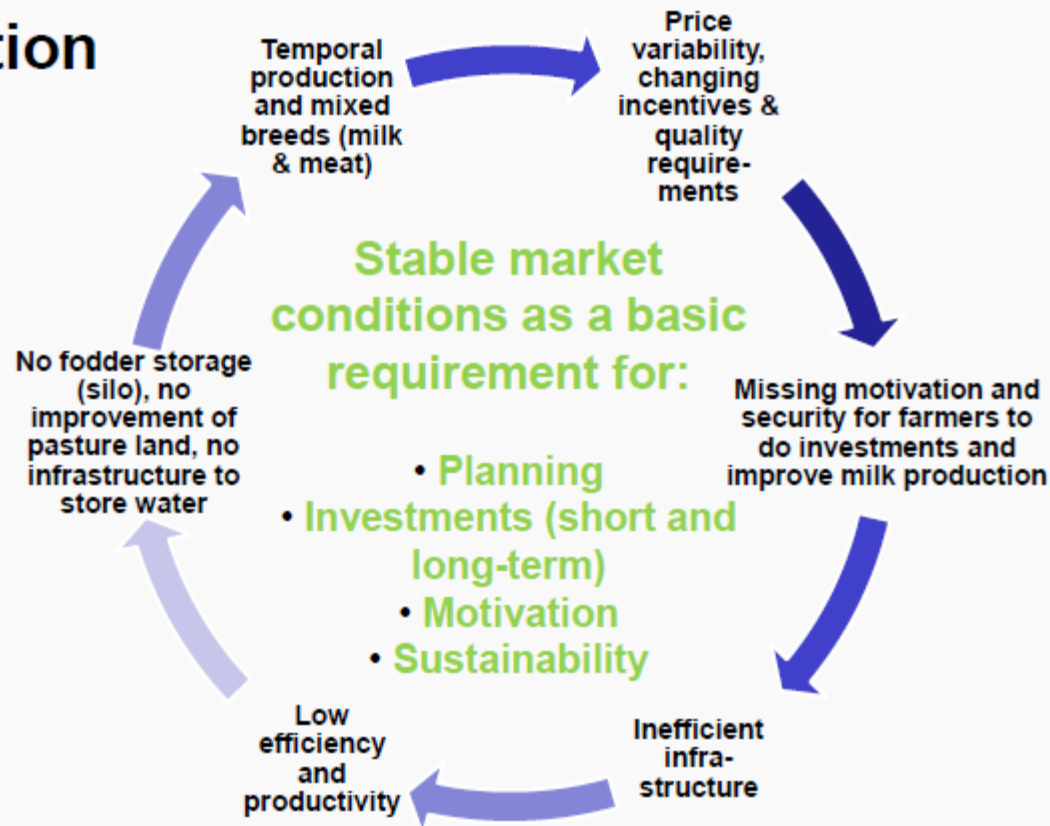 tion
Temporal
production
and mixed
breeds (milk
& meat)
Price
variability,
changing
incentives &
quality
require-
ments
Missing motivation and
security for farmers to
do investments and
improve milk production
Inefficient
infra-
structure
Low
efficiency
and
productivity
No fodder storage
(silo), no
improvement of
pasture land, no
infrastructure to
store water
Stable market
conditions as a basic
requirement for:
• Planning
• Investments (short and
long-term)
• Motivation
• Sustainability